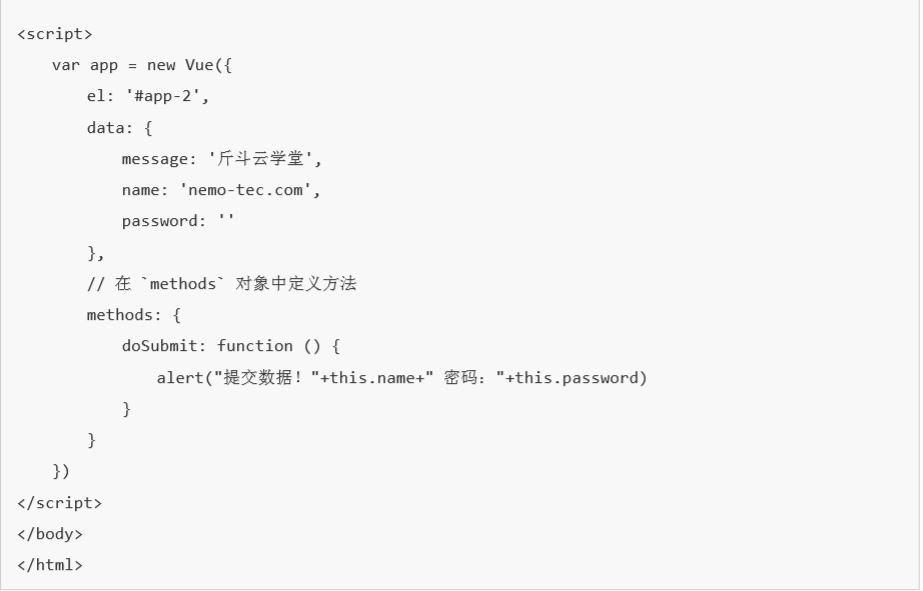 <script>
    var app = new Vue({
        el: '#app-2',
        data: {
            message: '斤斗云学堂',
            name: 'nemo-tec.com',
            password: ''
        },
        // 在 `methods` 对象中定义方法
        methods: {
            doSubmit: function () {
                alert("提交数据！"+this.name+" 密码："+this.password)
            }
        }
    })
</script>
</body>
</html>